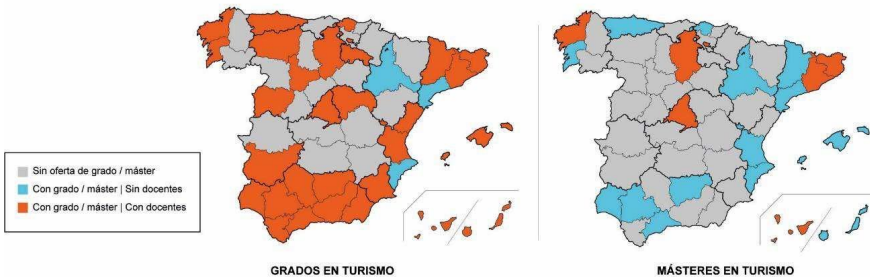 Sin oferta de grado / máster
Con grado / máster | Sin docentes
Con grado / máster | Con docentes
GRADOS EN TURISMO
MÁSTERES EN TURISMO